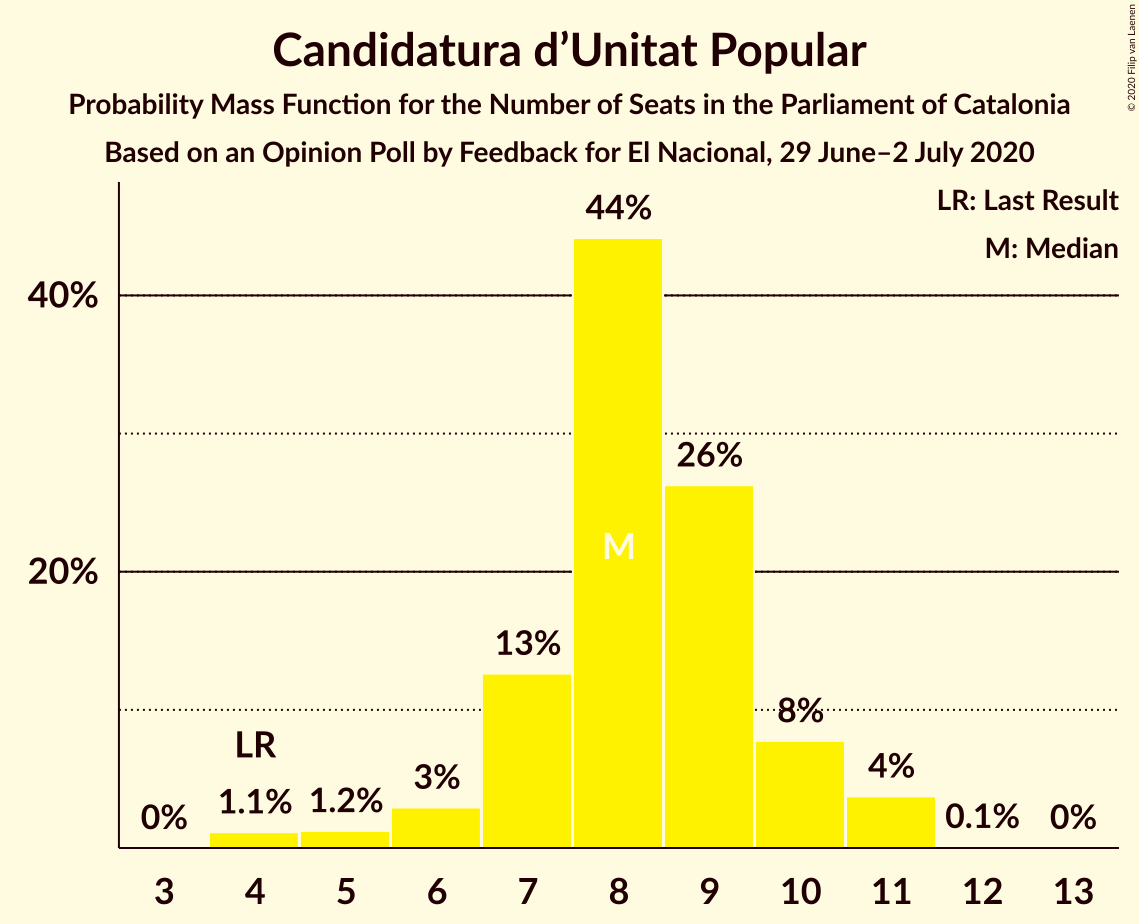 Candidatura d’Unitat Popular
Probability Mass Function for the Number of Seats in the Parliament of Catalonia
Based on an Opinion Poll by Feedback for El Nacional, 29 June–2 July 2020
© 2020 Filip van Laenen
LR: Last Result
M: Median
40%
20%
0%
LR
1.1%
1.2%
3%
13%
44%
M
26%
8%
4%
0.1%
0%
3 4 5 6 7 8 9 10 11 12 13